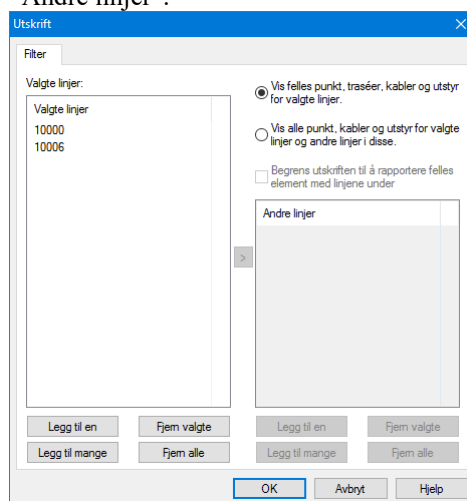 "Andre linjer".
Utskrift
Filter
Valgte linjer:
Valgte linjer
10000
10006
Vis felles punkt, traséer, kabler og utstyr
for valgte linjer.
Vis alle punkt, kabler og utstyr for valgte
linjer og andre linjer i disse.
Begrens utskriften til å rapportere felles
element med linjene under
Andre linjer
>
Legg til en
Fjern valgte
Legg til mange
Fjern alle
Legg til en
Fjern valgte
Legg til mange
Fjern alle
OK
Avbryt
Hjelp